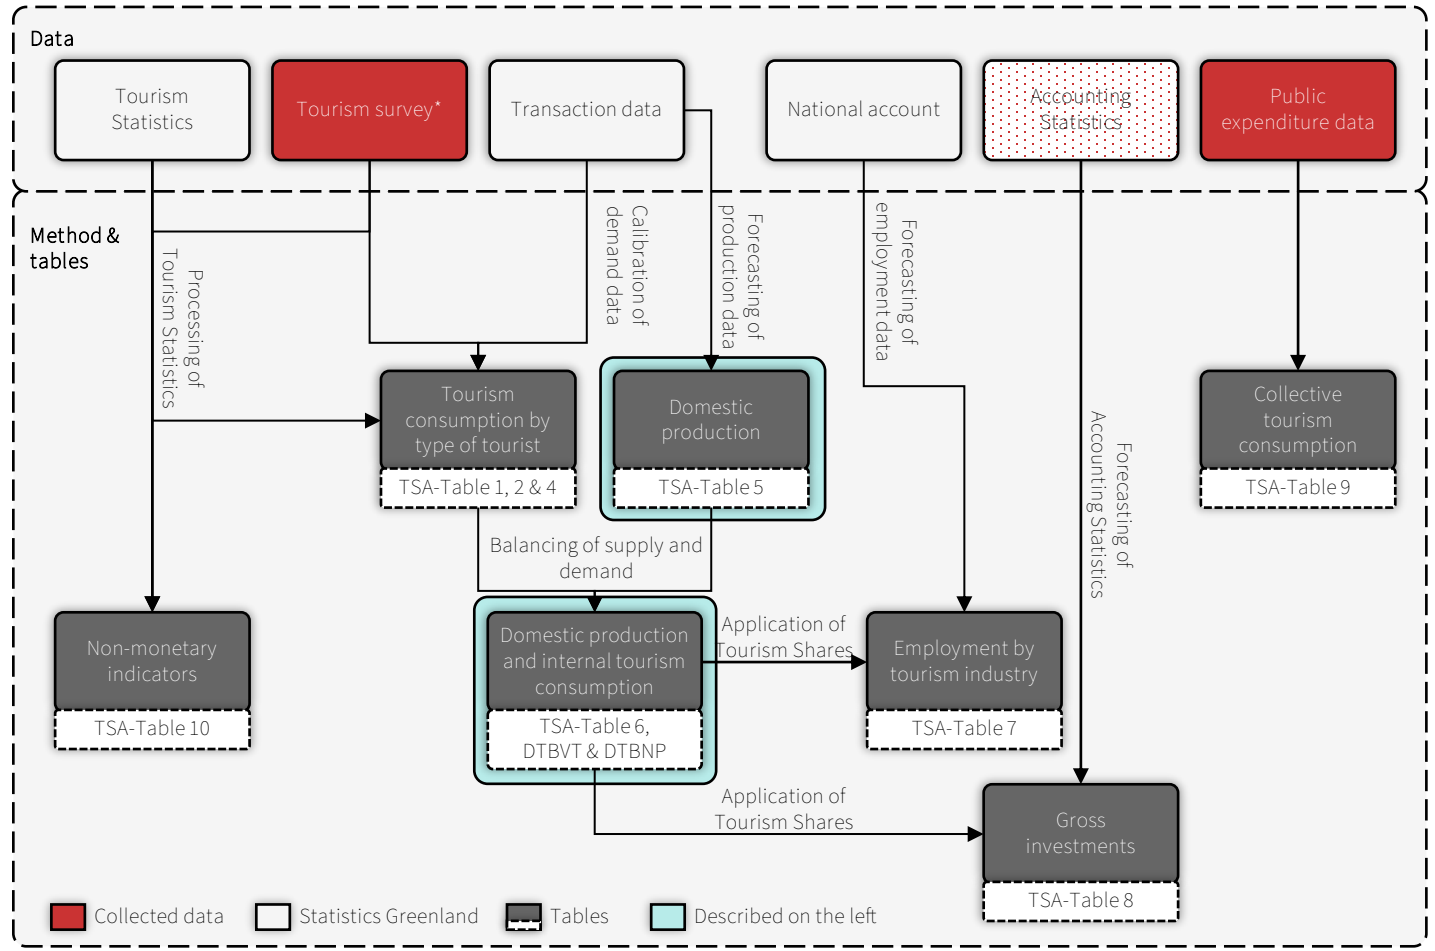 Data
Tourism
Statistics
Tourism survey*
Transaction data
National account
Accounting
Statistics
Public
expenditure data
Method &
tables
Processing of
Tourism Statistics
Calibration of
demand data
Forecasting of
production data
Forecasting of
employment data
Forecasting of
Accounting Statistics
Tourism
consumption by
type of tourist
TSA-Table 1, 2 & 4
Domestic
production
TSA-Table 5
Collective
tourism
consumption
TSA-Table 9
Balancing of supply and
demand
Non-monetary
indicators
TSA-Table 10
Domestic production
and internal tourism
consumption
TSA-Table 6,
DTBVT & DTBNP
Application of
Tourism Shares
Employment by
tourism industry
TSA-Table 7
Application of
Tourism Shares
Gross
investments
TSA-Table 8
Collected data
Statistics Greenland
Tables
Described on the left